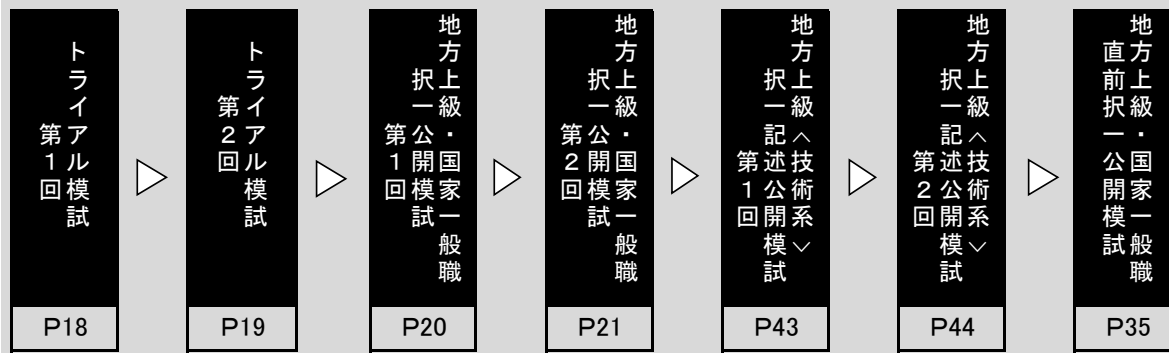 トライアル模試
第1回
P18
トライアル模試
第2回
P19
地方上級・国家一般職
択一公開模試
第1回
P20
地方上級・国家一般職
択一公開模試
第2回
P21
地方上級<技術系>
択一記述公開模試
第1回
P43
地方上級<技術系>
択一記述公開模試
第2回
P44
地方上級・国家一般職
直前択一公開模試
P35